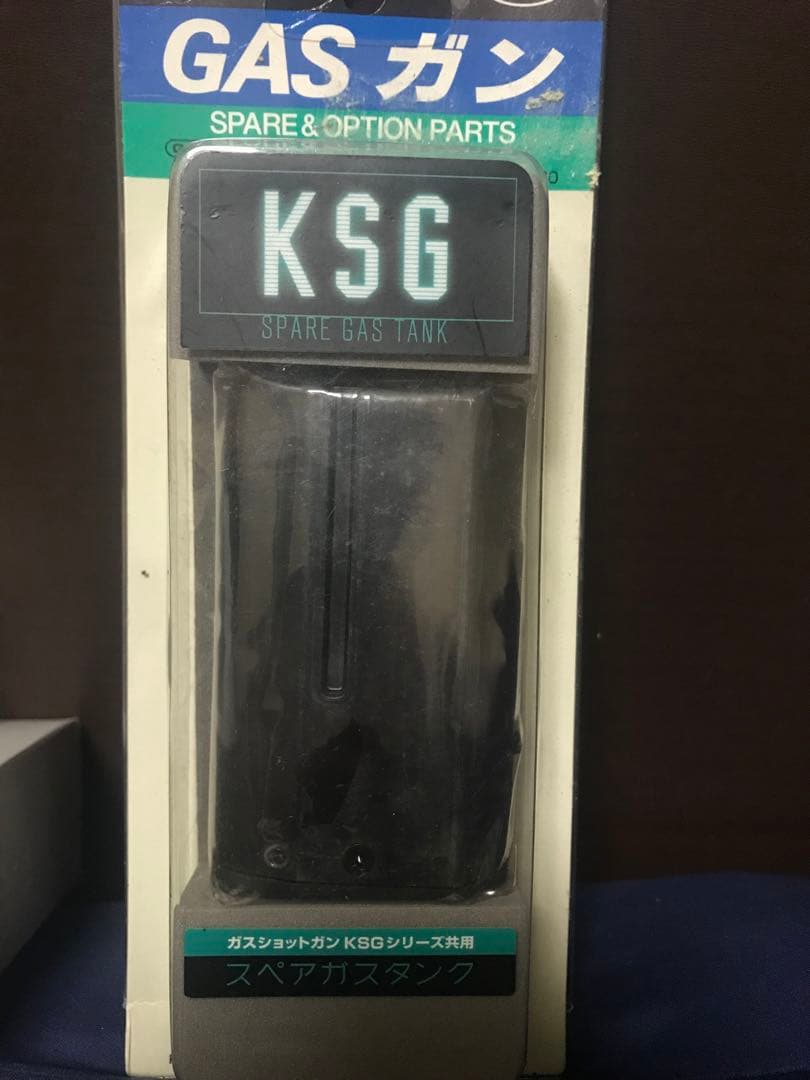 GAS ガン
SPARE & OPTION PARTS
KSG
SPARE GAS TANK
ガスショットガン KSGシリーズ共用
スペアガスタンク